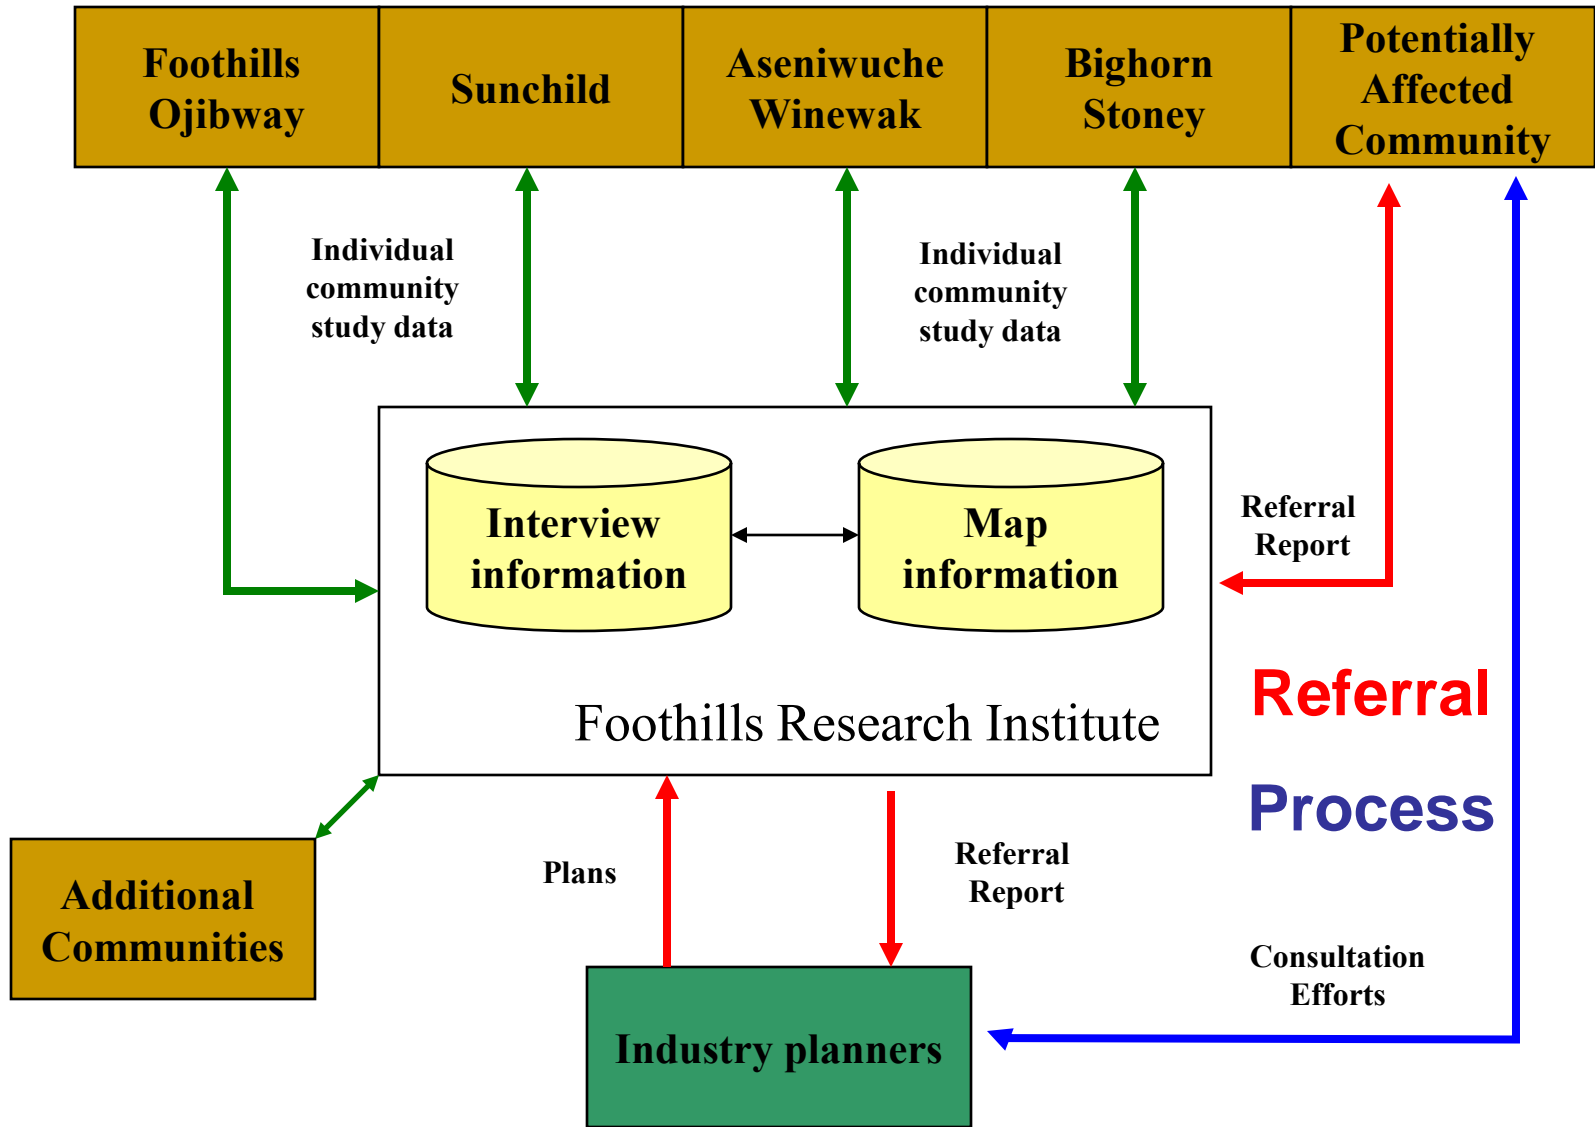 Foothills
Ojibway
Sunchild
Aseniwuche
Winewak
Bighorn
Stoney
Potentially
Affected
Community
Individual
community
study data
Individual
community
study data
Interview
information
Map
information
Referral
Report
Foothills Research Institute
Referral
Process
Additional
Communities
Plans
Referral
Report
Consultation
Efforts
Industry planners